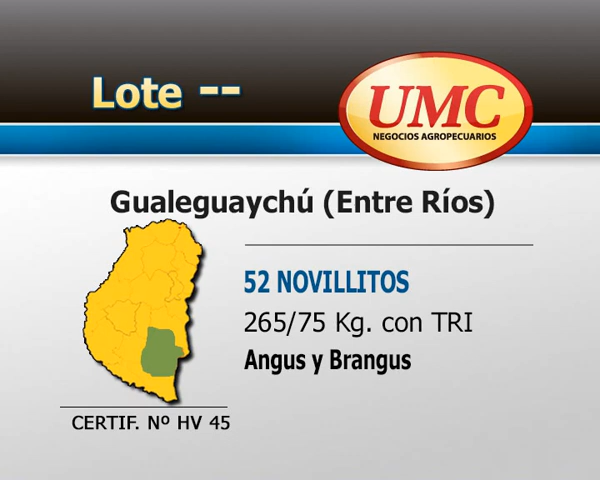 Lote --
UMC
NEGOCIOS AGROPECUARIOS
Gualeguaychú (Entre Ríos)
52 NOVILLITOS
265/75 Kg. con TRI
Angus y Brangus
CERTIF. Nº HV 45